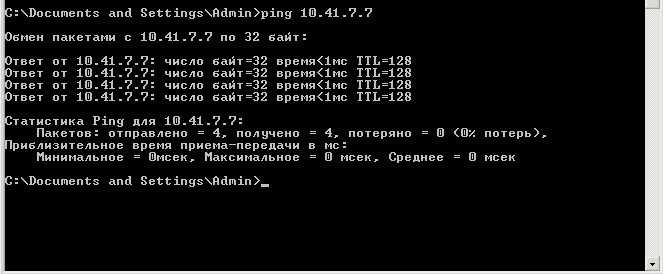 C:\Documents and Settings\Admin>ping 10.41.7.7
Обмен пакетами с 10.41.7.7 по 32 байт:
Ответ от 10.41.7.7: число байт=32 время<1мс TTL=128
Ответ от 10.41.7.7: число байт=32 время<1мс TTL=128
Ответ от 10.41.7.7: число байт=32 время<1мс TTL=128
Ответ от 10.41.7.7: число байт=32 время<1мс TTL=128
Статистика Ping для 10.41.7.7:
Пакетов: отправлено = 4, получено = 4, потеряно = 0 (0% потерь),
Приблизительное время приема-передачи в мс:
Минимальное = 0мсек, Максимальное = 0 мсек, Среднее = 0 мсек
C:\Documents and Settings\Admin>_